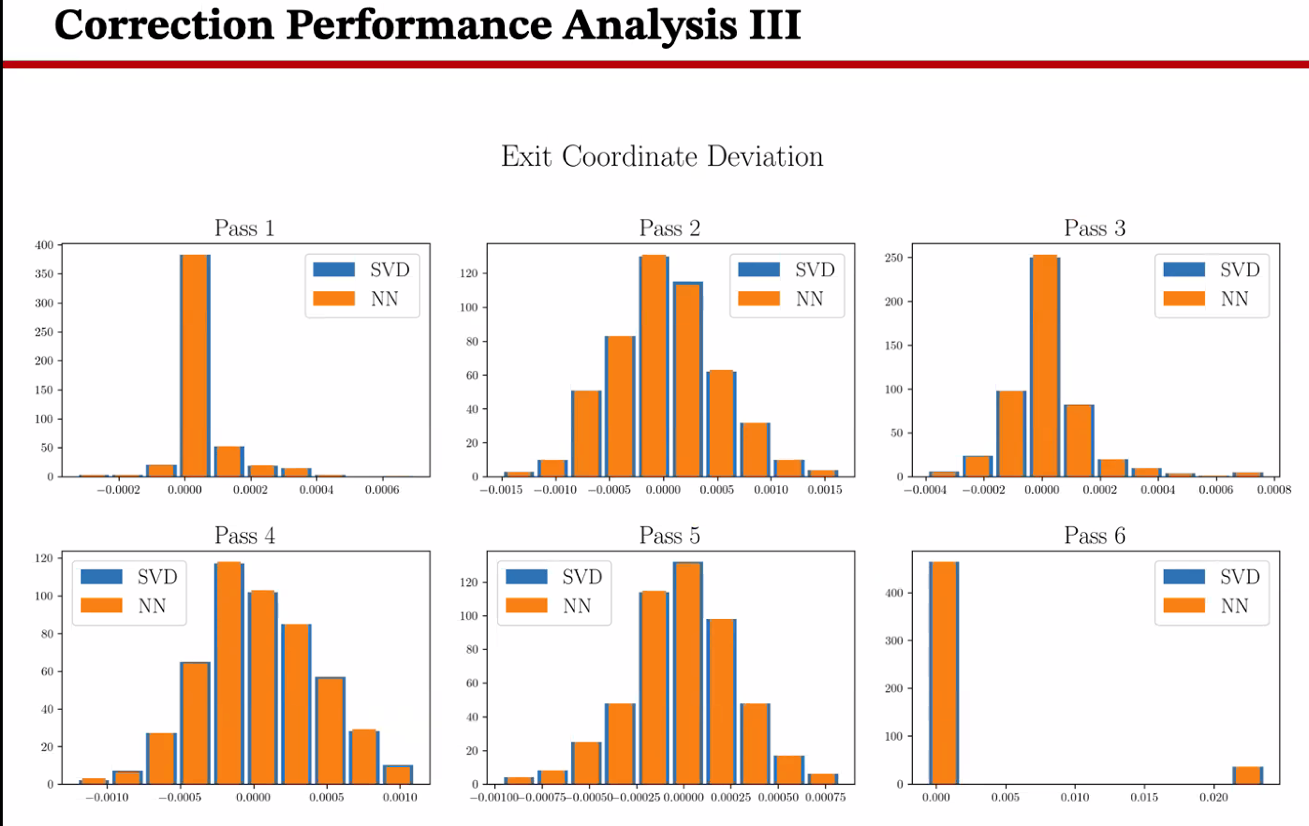 Correction Performance Analysis III
Exit Coordinate Deviation
Pass 1
400
350
300
250
200
150
100
50
0
SVD
NN
−0.0002 0.0000 0.0002 0.0004 0.0006
Pass 2
120
100
80
60
40
20
0
SVD
NN
−0.0015 −0.0010 −0.0005 0.0000 0.0005 0.0010 0.0015
Pass 3
250
200
150
100
50
0
SVD
NN
−0.0004 −0.0002 0.0000 0.0002 0.0004 0.0006 0.0008
Pass 4
120
100
80
60
40
20
0
SVD
NN
−0.0010 −0.0005 0.0000 0.0005 0.0010
Pass 5
120
100
80
60
40
20
0
SVD
NN
−0.00100 −0.00075 −0.00050 −0.00025 0.00000 0.00025 0.00050 0.00075
Pass 6
400
300
200
100
0
SVD
NN
0.000 0.005 0.010 0.015 0.020